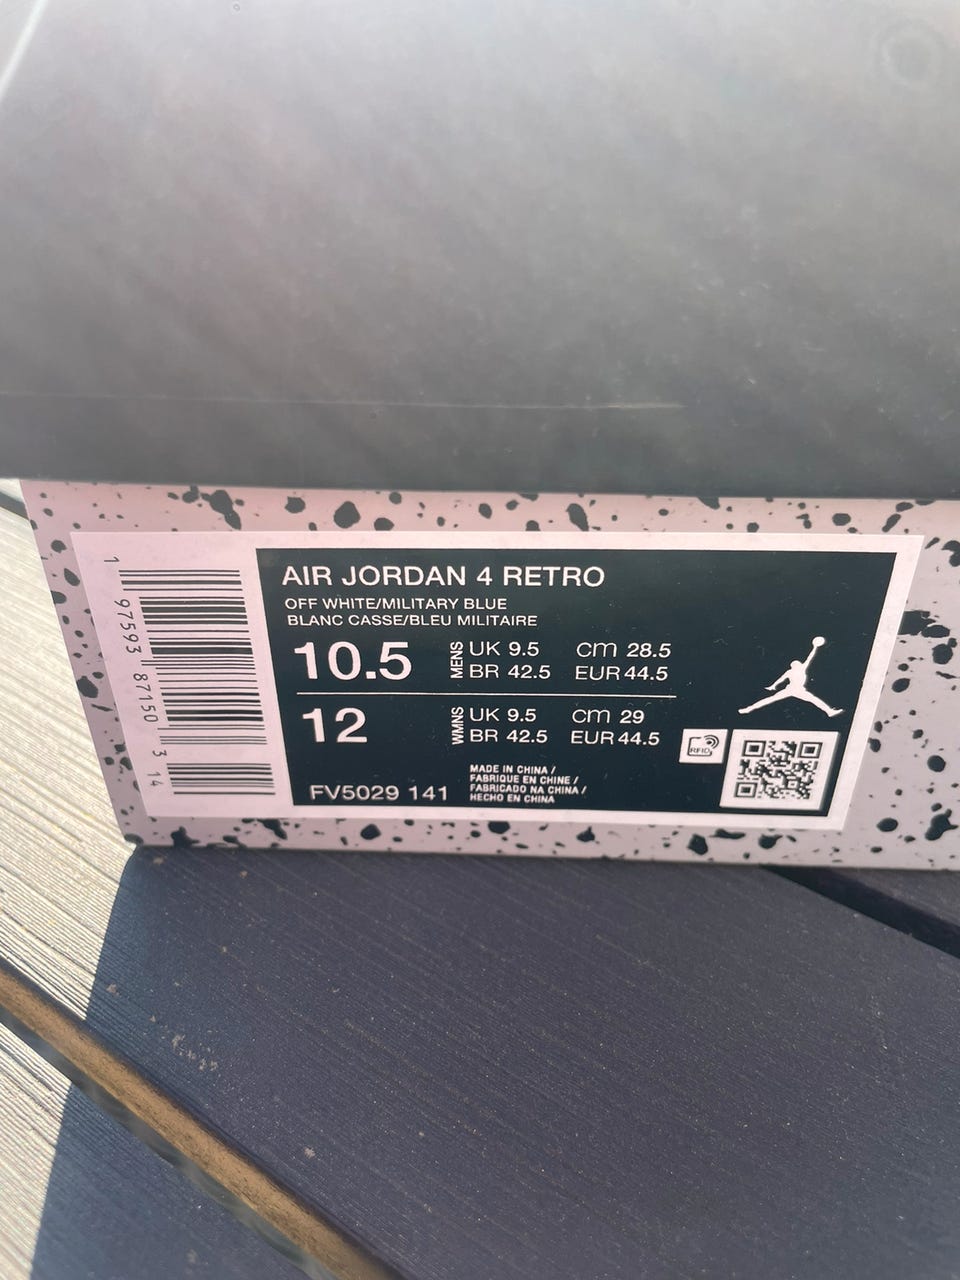 AIR JORDAN 4 RETRO
OFF WHITE/MILITARY BLUE
BLANC CASSE/BLEU MILITAIRE
10.5 MENS UK 9.5 cm 28.5
BR 42.5 EUR 44.5
12 WMNS UK 9.5 cm 29
BR 42.5 EUR 44.5
RFID
FV5029 141
MADE IN CHINA /
FABRIQUE EN CHINE /
FABRICADO NA CHINA /
HECHO EN CHINA
1 97593 87150 3 14